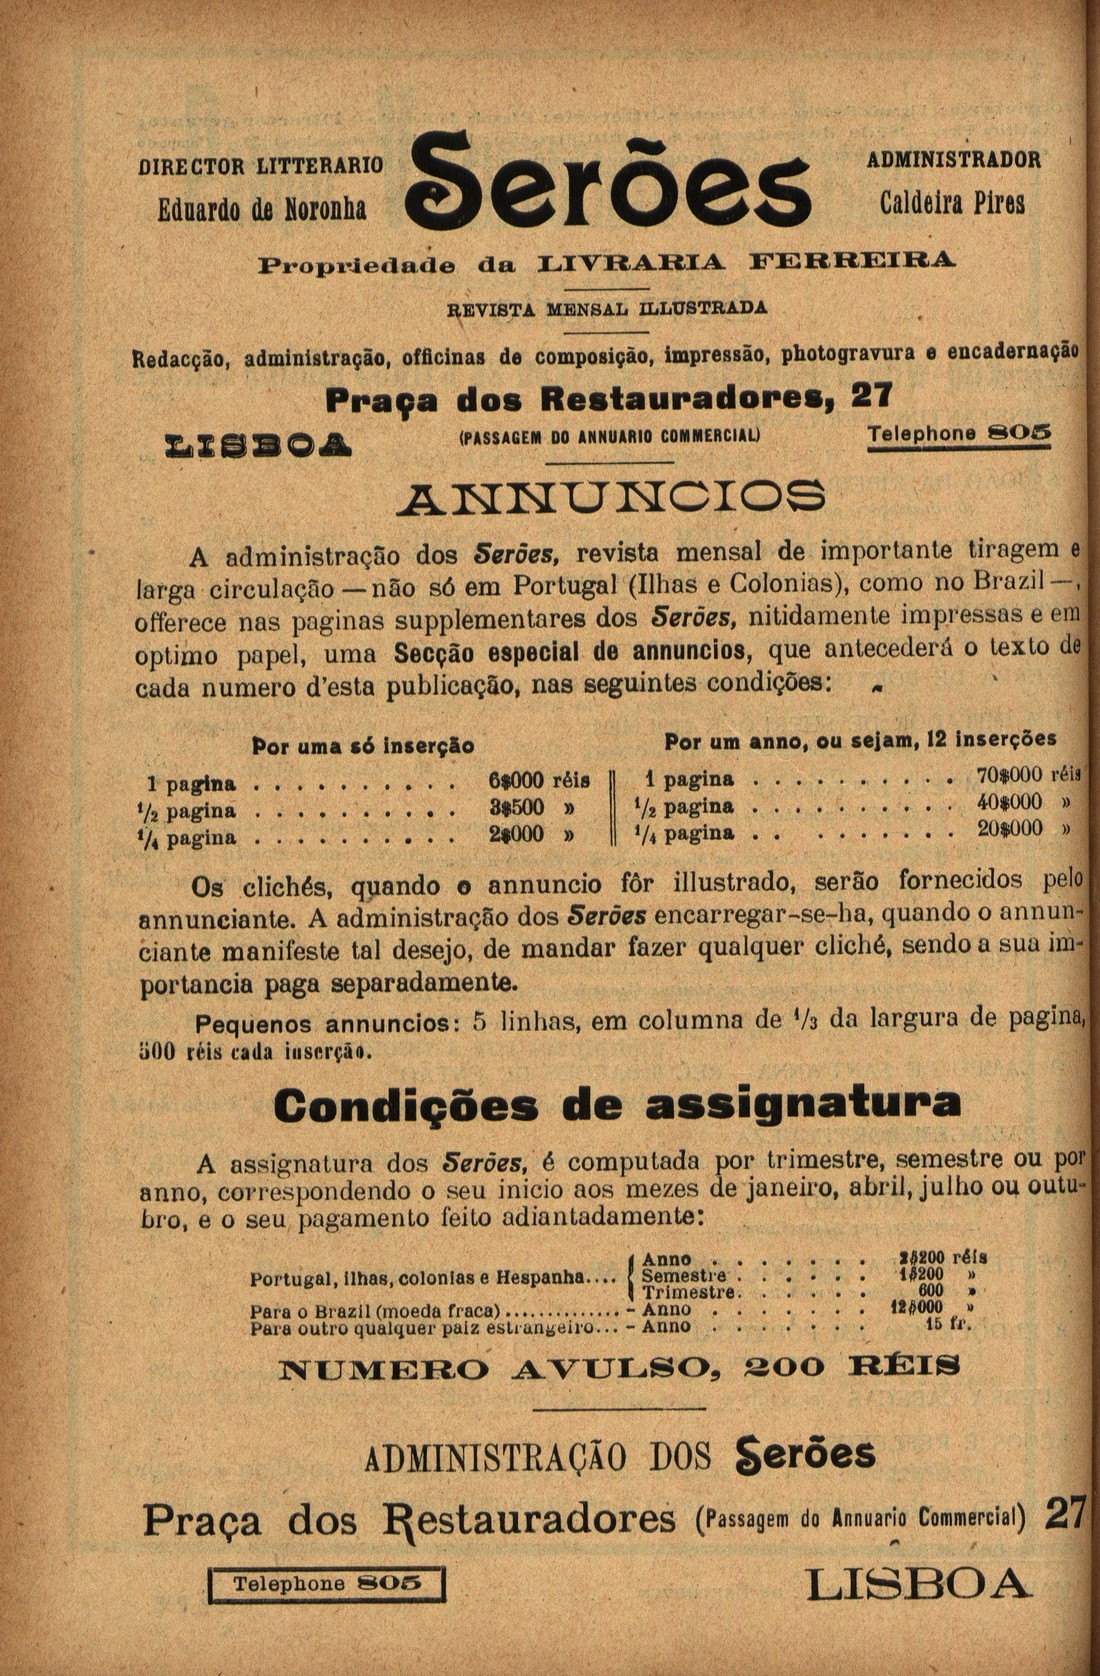 DIRECTOR LITTERARIO
Eduardo de Noronha
Serões
ADMINISTRADOR
Caldeira Pires
Propriedade da LIVRARIA FERREIRA
REVISTA MENSAL ILLUSTRADA
Redacção, administração, officinas de composição, impressão, photogravura e encadernação
Praça dos Restauradores, 27
LISBOA
(PASSAGEM DO ANNUARIO COMMERCIAL)
Telephone 805
ANNUNCIOS
A administração dos Serões, revista mensal de importante tiragem e
larga circulação — não só em Portugal (Ilhas e Colonias), como no Brazil —,
offerece nas paginas supplementares dos Serões, nitidamente impressas e em
optimo papel, uma Secção especial de annuncios, que antecederá o texto de
cada numero d'esta publicação, nas seguintes condições:
Por uma só inserção
1 pagina . . . . . . . . . . 6$000 réis
1/2 pagina . . . . . . . . . . 3$500 »
1/4 pagina . . . . . . . . . . 2$000 »
Por um anno, ou sejam, 12 inserções
1 pagina . . . . . . . . . . 70$000 réis
1/2 pagina . . . . . . . . . . 40$000 »
1/4 pagina . . . . . . . . . 20$000 »
Os clichés, quando o annuncio fôr illustrado, serão fornecidos pelo
annunciante. A administração dos Serões encarregar-se-ha, quando o annun-
ciante manifeste tal desejo, de mandar fazer qualquer cliché, sendo a sua im-
portancia paga separadamente.
Pequenos annuncios: 5 linhas, em columna de 1/3 da largura de pagina,
500 réis cada inserção.
Condições de assignatura
A assignatura dos Serões, é computada por trimestre, semestre ou por
anno, correspondendo o seu inicio aos mezes de janeiro, abril, julho ou outu-
bro, e o seu pagamento feito adiantadamente:
Portugal, ilhas, colonias e Hespanha....
Anno . . . . . . . 2$200 réis
Semestre . . . . . . 1$200 »
Trimestre. . . . . . 600 »
Para o Brazil (moeda fraca) ............. - Anno . . . . . . . 12$000 »
Para outro qualquer paiz estrangeiro... - Anno . . . . . . . 15 fr.
NUMERO AVULSO, 200 RÉIS
ADMINISTRAÇÃO DOS Serões
Praça dos Restauradores (Passagem do Annuario Commercial) 27
Telephone 805
LISBOA